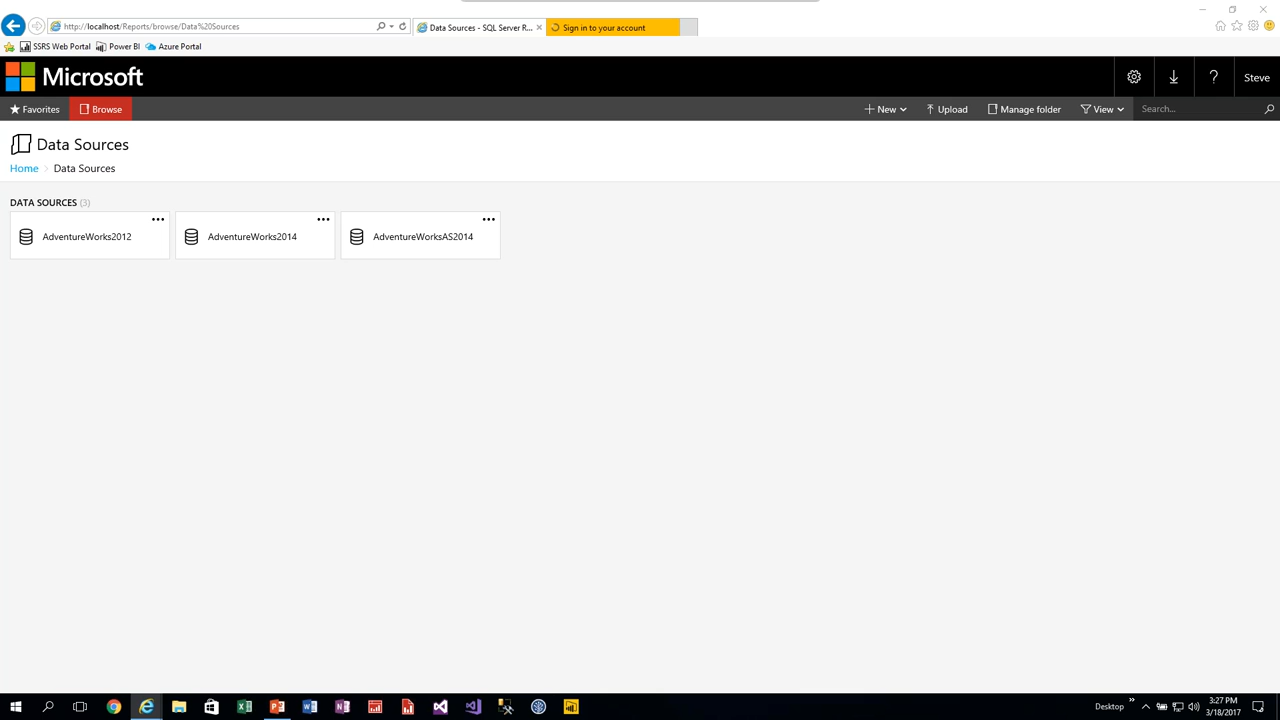 http://localhost/Reports/browse/Data%20Sources
Data Sources - SQL Server R...
Sign in to your account
SSRS Web Portal
Power BI
Azure Portal
Microsoft
Steve
Favorites
Browse
New
Upload
Manage folder
View
Search...
Data Sources
Home
Data Sources
DATA SOURCES (3)
AdventureWorks2012
AdventureWorks2014
AdventureWorksAS2014
Desktop
3:27 PM
3/18/2017